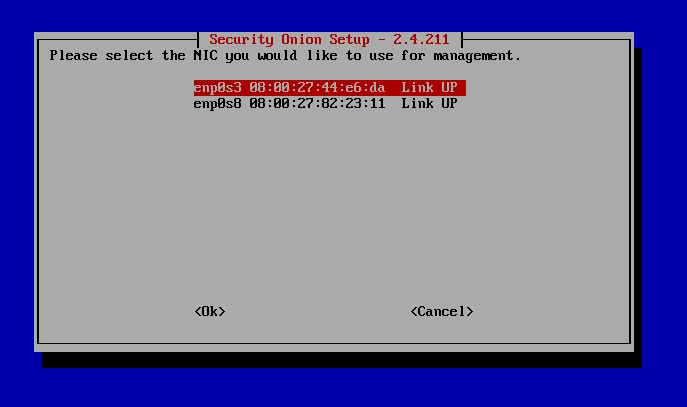 Security Onion Setup - 2.4.211
Please select the NIC you would like to use for management.
enp0s3 08:00:27:44:e6:da  Link UP
enp0s8 08:00:27:82:23:11  Link UP
<Ok> <Cancel>